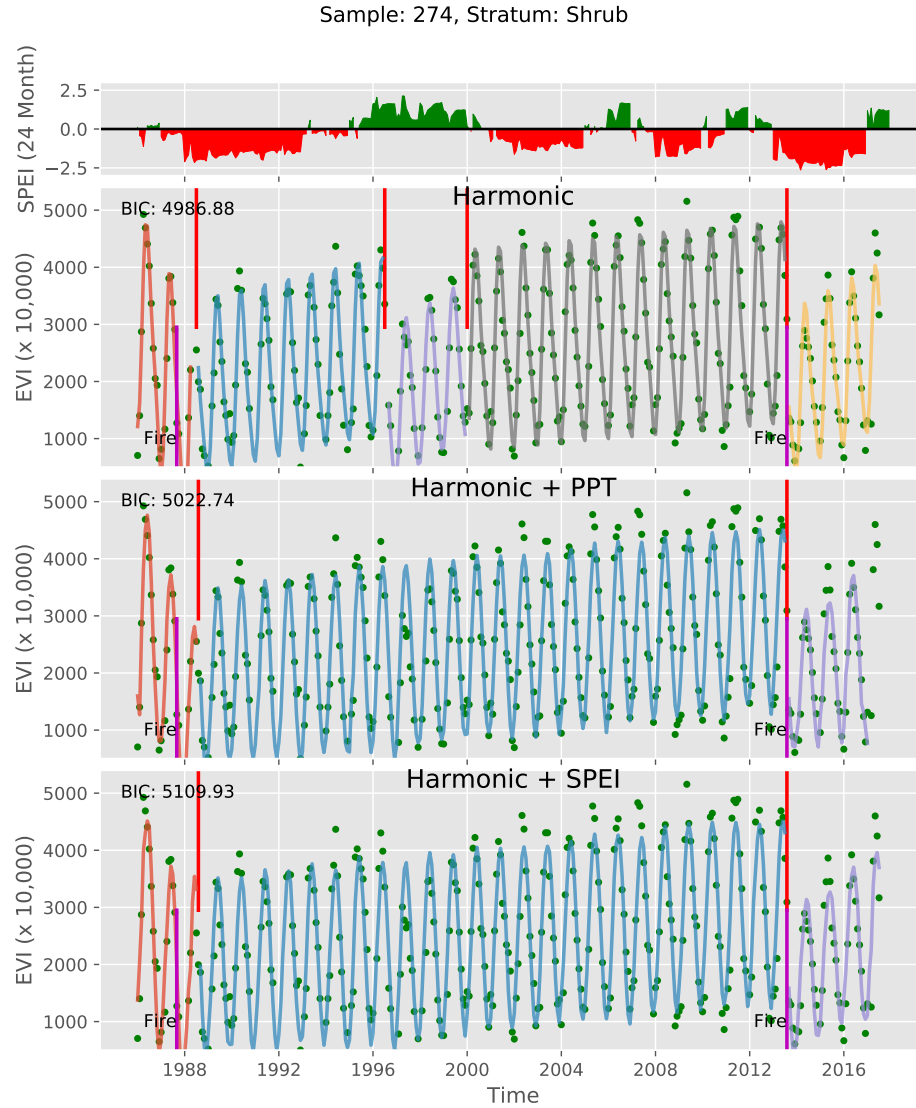 Sample: 274, Stratum: Shrub
SPEI (24 Month)
2.5
0.0
−2.5
Harmonic
BIC: 4986.88
EVI (x 10,000)
5000
4000
3000
2000
1000
Fire
Fire
Harmonic + PPT
BIC: 5022.74
EVI (x 10,000)
5000
4000
3000
2000
1000
Fire
Fire
Harmonic + SPEI
BIC: 5109.93
EVI (x 10,000)
5000
4000
3000
2000
1000
Fire
Fire
1988 1992 1996 2000 2004 2008 2012 2016
Time